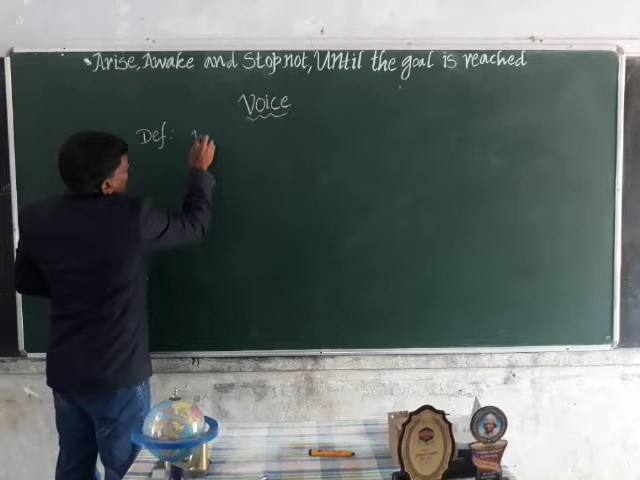 Arise, Awake and Stop not, Until the goal is reached
Voice
Def: